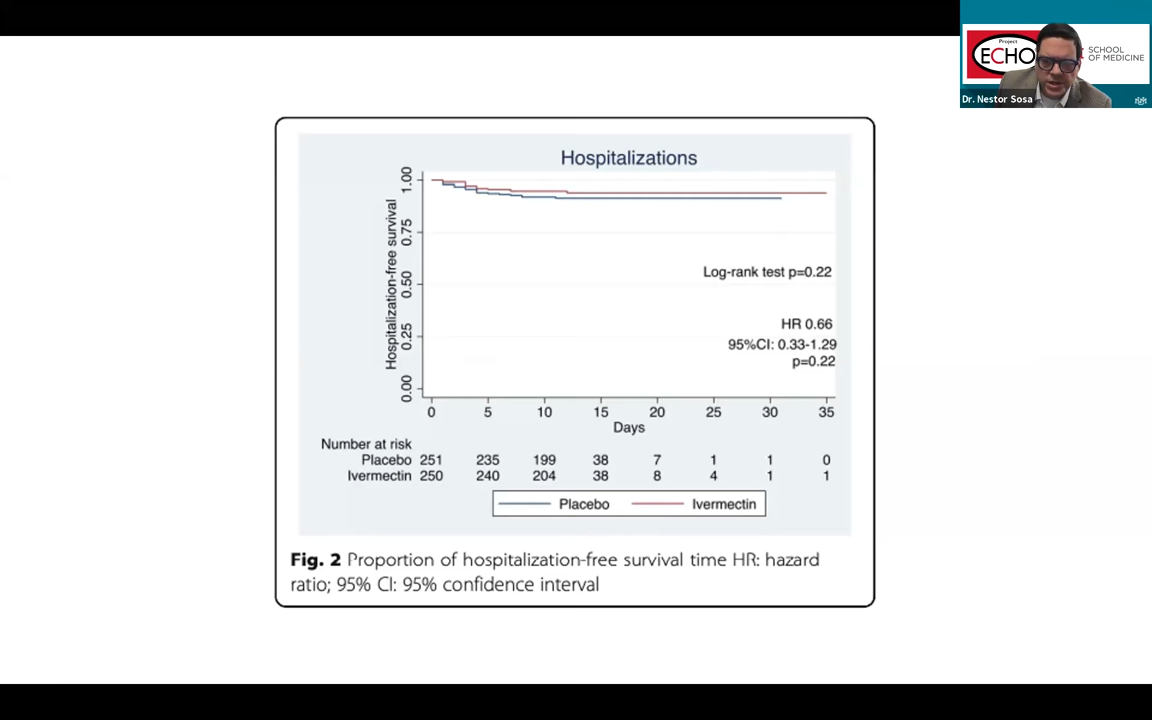 Project
ECHO
SCHOOL
OF MEDICINE
Dr. Nestor Sosa
Hospitalizations
Hospitalization-free survival
1.00
0.75
0.50
0.25
0.00
Log-rank test p=0.22
HR 0.66
95%CI: 0.33-1.29
p=0.22
0 5 10 15 20 25 30 35
Days
Number at risk
Placebo 251 235 199 38 7 1 1 0
Ivermectin 250 240 204 38 8 4 1 1
Placebo Ivermectin
Fig. 2 Proportion of hospitalization-free survival time HR: hazard
ratio; 95% CI: 95% confidence interval